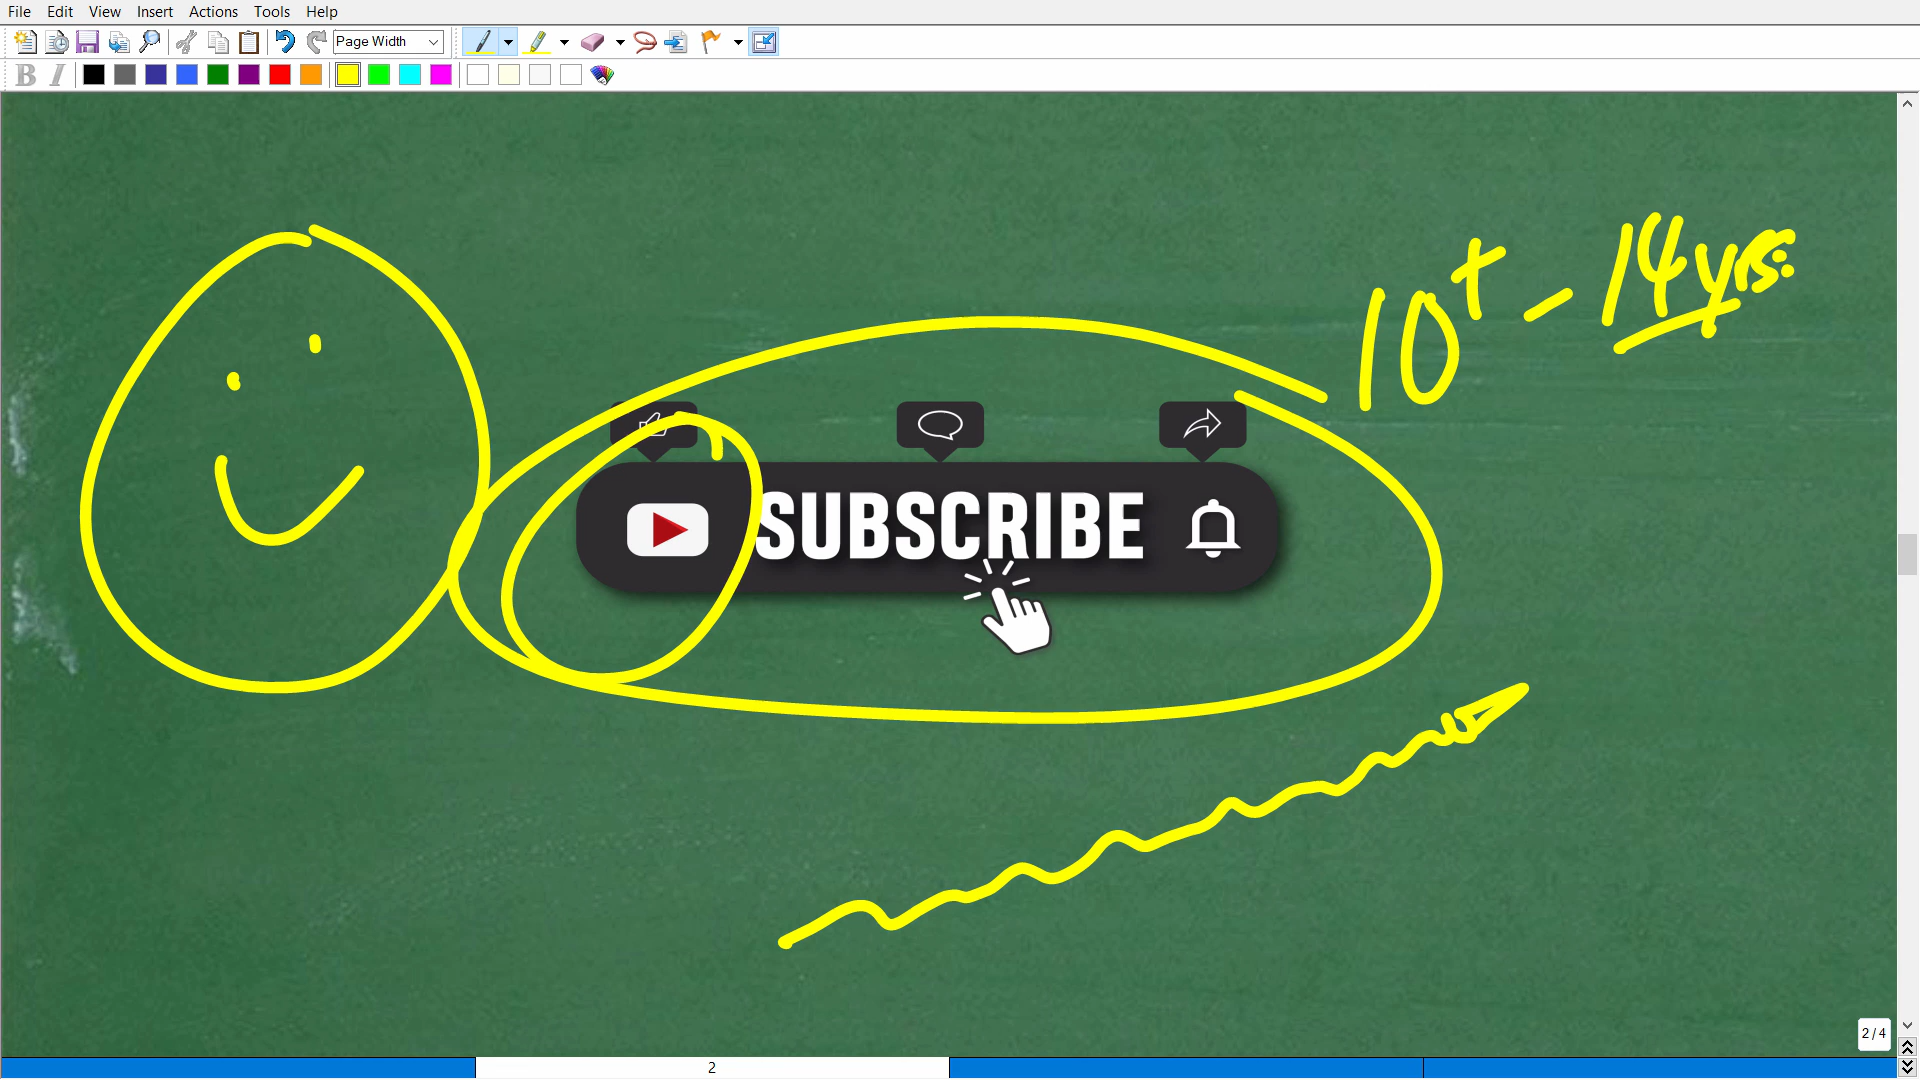 File Edit View Insert Actions Tools Help
Page Width
B I
10+ - 14yrs.
SUBSCRIBE
2 / 4
2